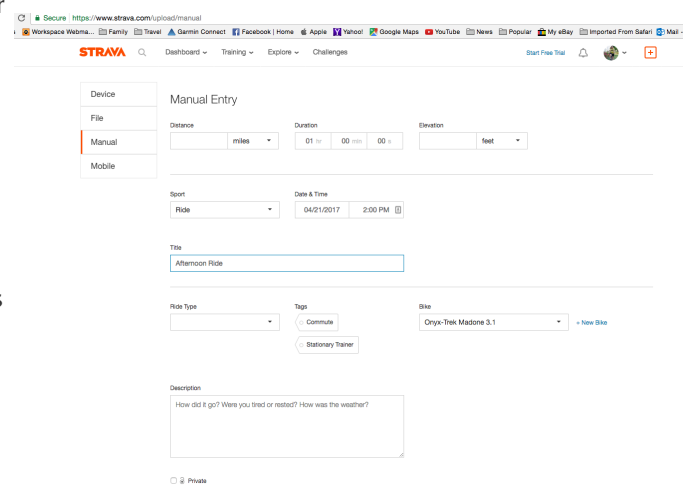 r
Secure https://www.strava.com/upload/manual
Workspace Webma... Family Travel Garmin Connect Facebook | Home Apple Yahoo! Google Maps YouTube News Popular My eBay Imported From Safari Mail -
STRAVA Dashboard Training Explore Challenges Start Free Trial
Device
File
Manual
Mobile
Manual Entry
Distance Duration Elevation
miles 01 hr 00 min 00 s feet
Sport Date & Time
Ride 04/21/2017 2:00 PM
Title
Afternoon Ride
s
Ride Type Tags Bike
Commute Onyx-Trek Madone 3.1 + New Bike
Stationary Trainer
Description
How did it go? Were you tired or rested? How was the weather?
Private